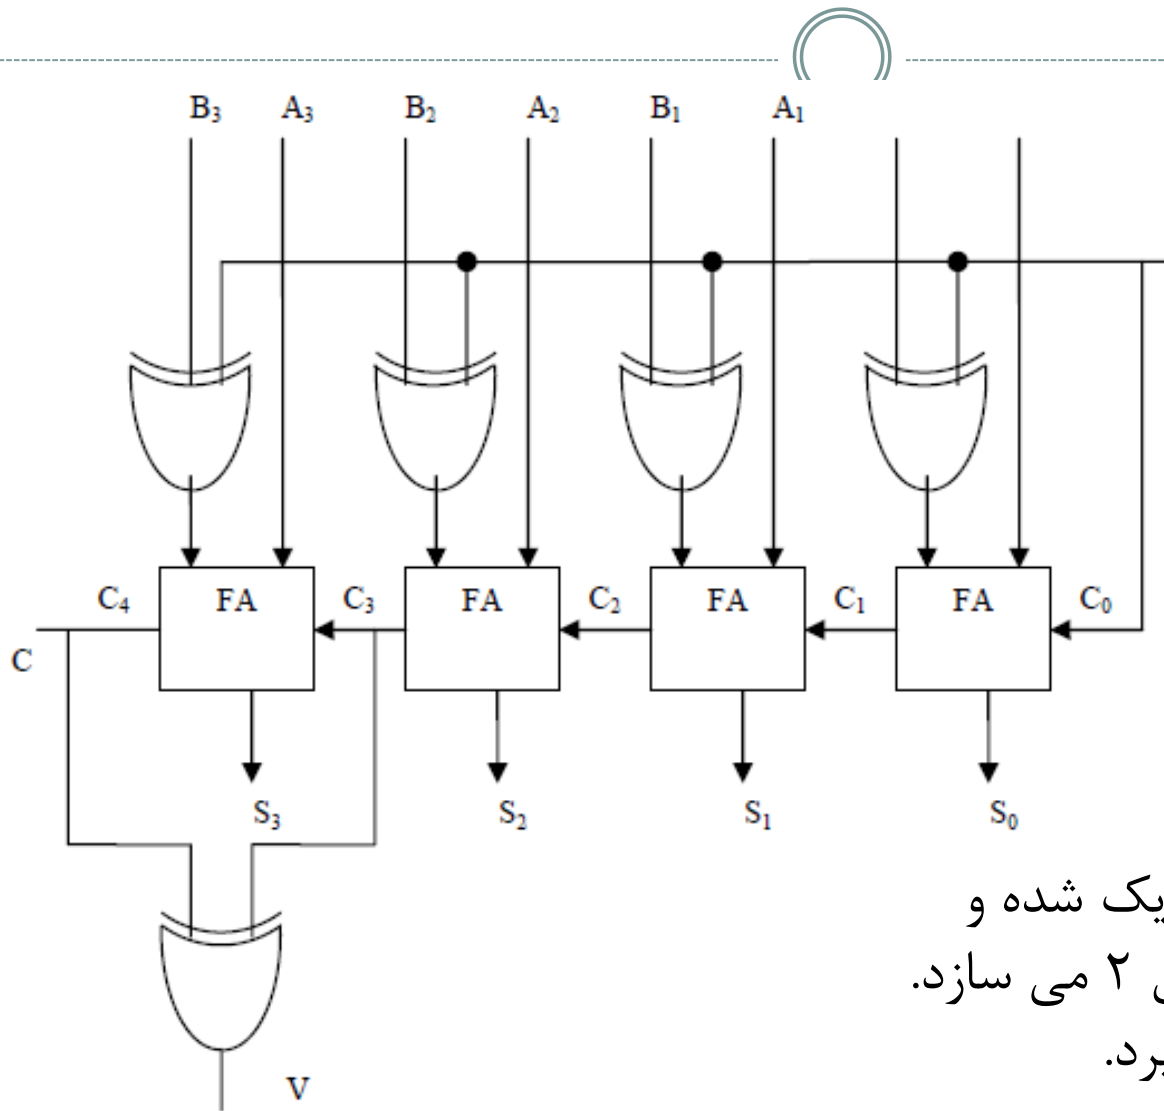 B₃ A₃ B₂ A₂ B₁ A₁
C₄ FA C₃ FA C₂ FA C₁ FA C₀
C
S₃ S₂ S₁ S₀
یک شده و
۲ می سازد.
V